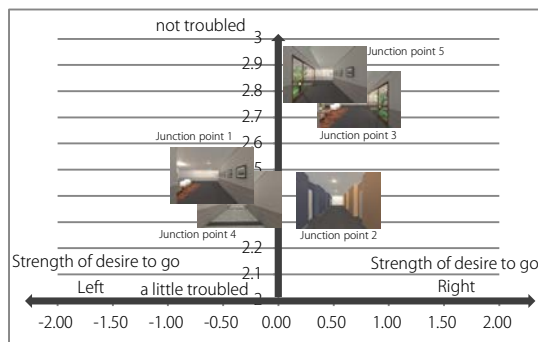 not troubled
3
Junction point 5
2.9
2.8
2.7
Junction point 3
Junction point 1
2.6
5
Junction point 4
Junction point 2
2.2
Strength of desire to go
Strength of desire to go
2.1
Left
a little troubled
2
Right
-2.00 -1.50 -1.00 -0.50 0.00 0.50 1.00 1.50 2.00